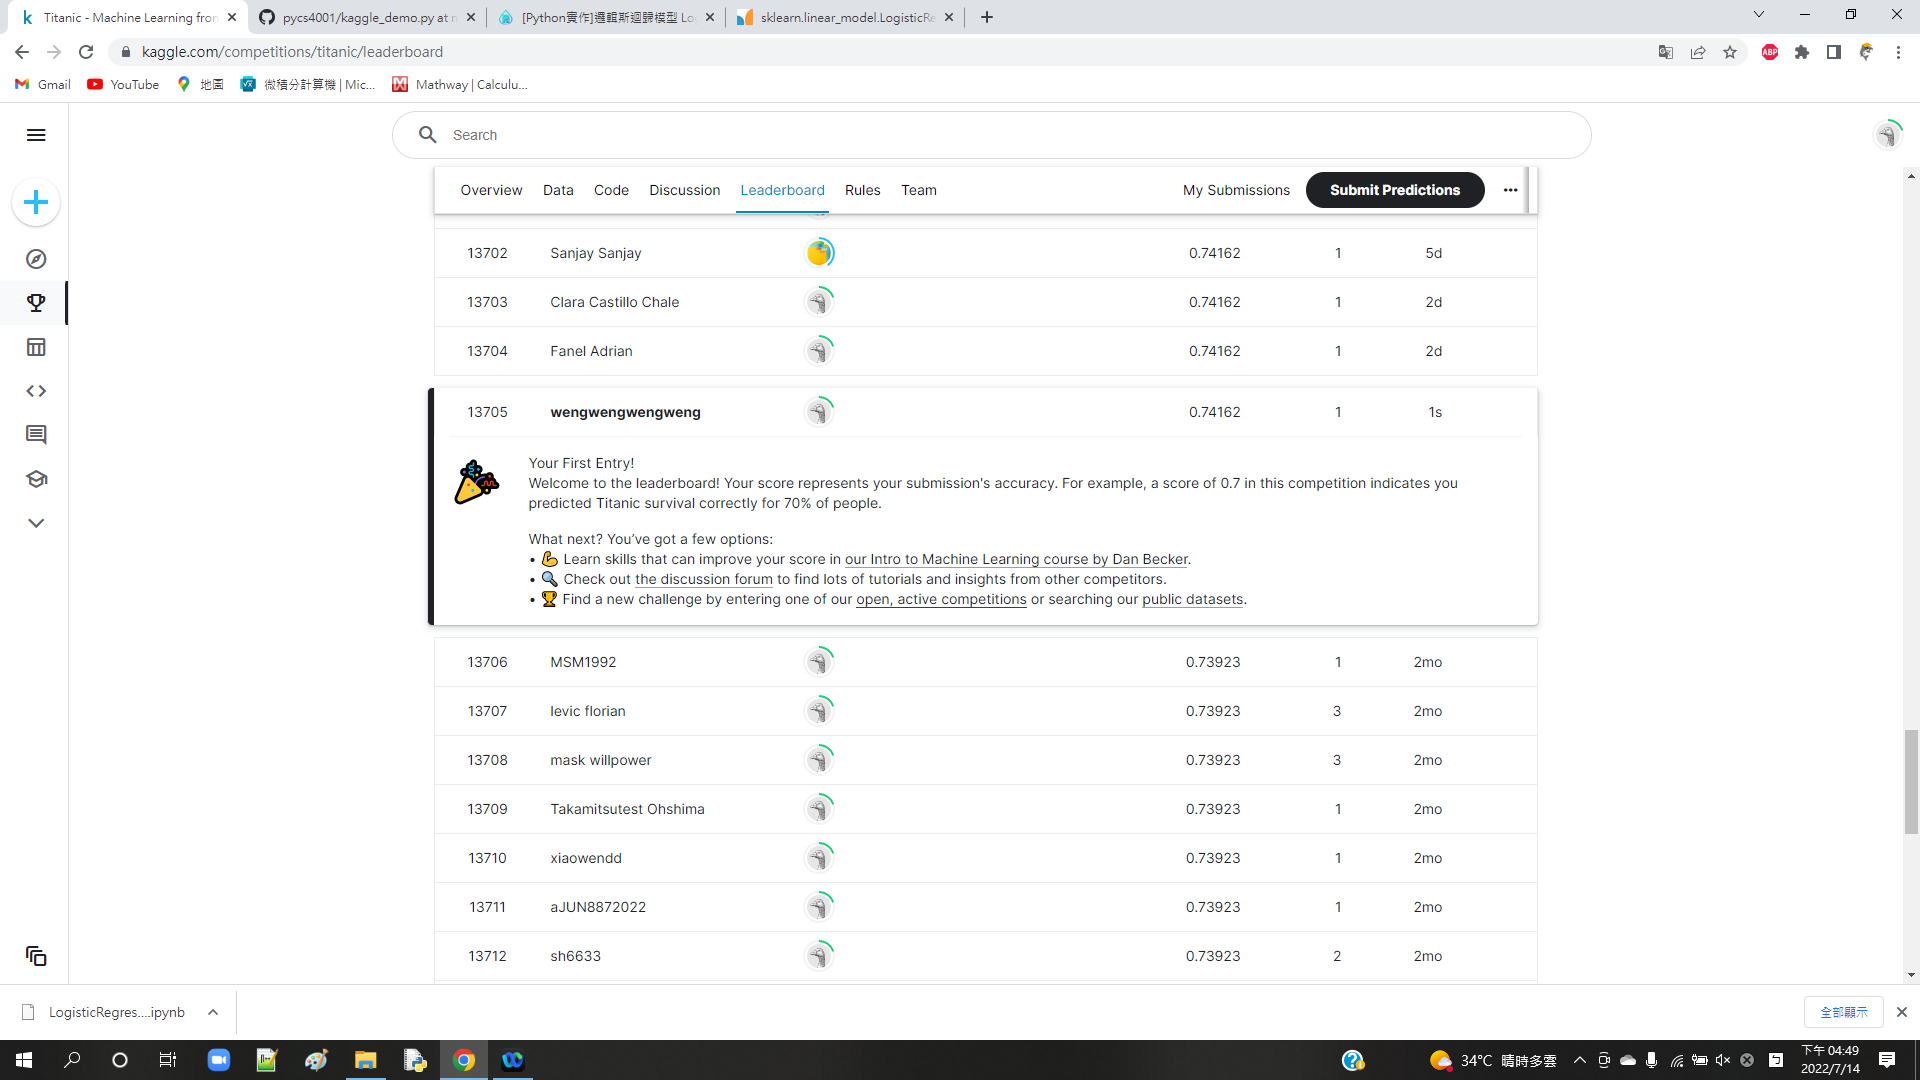 Titanic - Machine Learning fron
pycs4001/kaggle_demo.py at n
[Python實作]邏輯斯迴歸模型 Lo
sklearn.linear_model.LogisticRe
kaggle.com/competitions/titanic/leaderboard
ABP
Gmail
YouTube
地圖
微積分計算機 | Mic...
Mathway | Calculu...
Search
Overview
Data
Code
Discussion
Leaderboard
Rules
Team
My Submissions
Submit Predictions
13702 Sanjay Sanjay 0.74162 1 5d
13703 Clara Castillo Chale 0.74162 1 2d
13704 Fanel Adrian 0.74162 1 2d
13705 wengwengwengweng 0.74162 1 1s
Your First Entry!
Welcome to the leaderboard! Your score represents your submission's accuracy. For example, a score of 0.7 in this competition indicates you
predicted Titanic survival correctly for 70% of people.
What next? You've got a few options:
• 💪 Learn skills that can improve your score in our Intro to Machine Learning course by Dan Becker.
• 🔍 Check out the discussion forum to find lots of tutorials and insights from other competitors.
• 🏆 Find a new challenge by entering one of our open, active competitions or searching our public datasets.
13706 MSM1992 0.73923 1 2mo
13707 levic florian 0.73923 3 2mo
13708 mask willpower 0.73923 3 2mo
13709 Takamitsutest Ohshima 0.73923 1 2mo
13710 xiaowendd 0.73923 1 2mo
13711 aJUN8872022 0.73923 1 2mo
13712 sh6633 0.73923 2 2mo
LogisticRegres....ipynb
全部顯示
34°C 晴時多雲
下午 04:49
2022/7/14